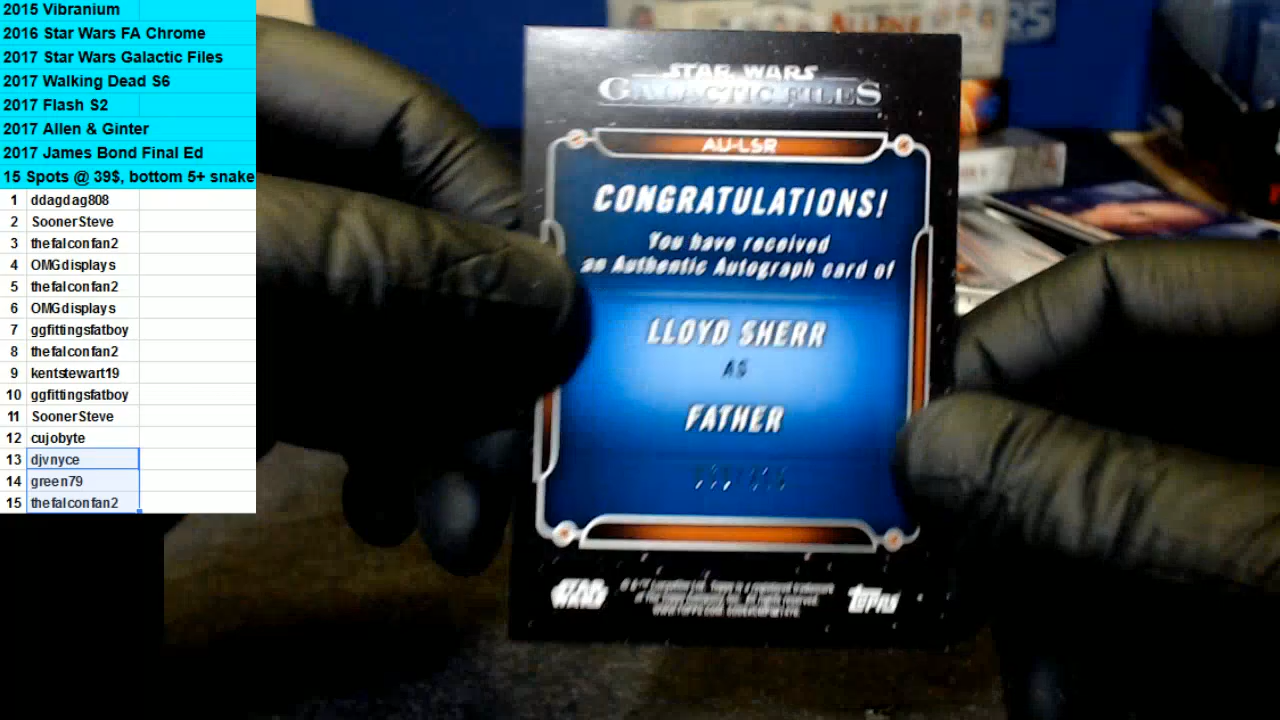 2015 Vibranium
2016 Star Wars FA Chrome
2017 Star Wars Galactic Files
2017 Walking Dead S6
2017 Flash S2
2017 Allen & Ginter
2017 James Bond Final Ed
15 Spots @ 39$, bottom 5+ snake
1 ddagdag808
2 SoonerSteve
3 thefalconfan2
4 OMGdisplays
5 thefalconfan2
6 OMGdisplays
7 ggfittingsfatboy
8 thefalconfan2
9 kentstewart19
10 ggfittingsfatboy
11 SoonerSteve
12 cujobyte
13 djvnyce
14 green79
15 thefalconfan2
STAR WARS
GALACTIC FILES
AU-LSR
CONGRATULATIONS!
You have received
an Authentic Autograph card of
LLOYD SHERR
AS
FATHER
STAR
WARS
TOPPS